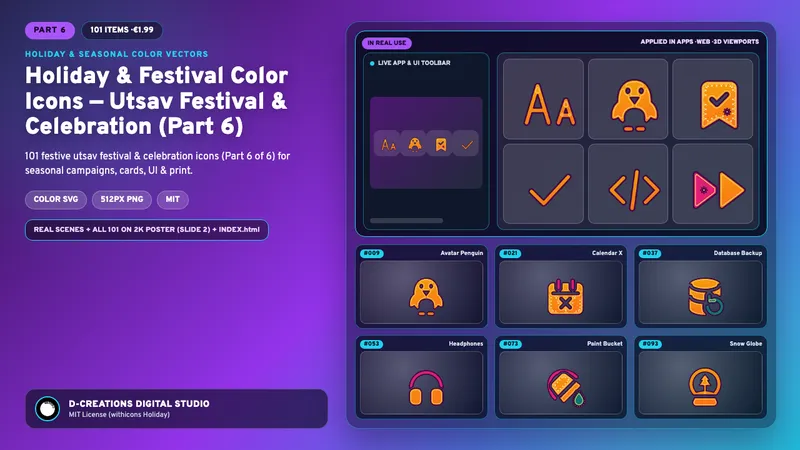 PART 6
101 ITEMS · €1.99
HOLIDAY & SEASONAL COLOR VECTORS
Holiday & Festival Color
Icons — Utsav Festival &
Celebration (Part 6)
101 festive utsav festival & celebration icons (Part 6 of 6) for
seasonal campaigns, cards, UI & print.
COLOR SVG
512PX PNG
MIT
REAL SCENES + ALL 101 ON 2K POSTER (SLIDE 2) + INDEX.html
D-CREATIONS DIGITAL STUDIO
MIT License (withicons Holiday)
IN REAL USE
APPLIED IN APPS · WEB · 3D VIEWPORTS
LIVE APP & UI TOOLBAR
AA
AA
#009
Avatar Penguin
#021
Calendar X
#037
Database Backup
#053
Headphones
#073
Paint Bucket
#093
Snow Globe